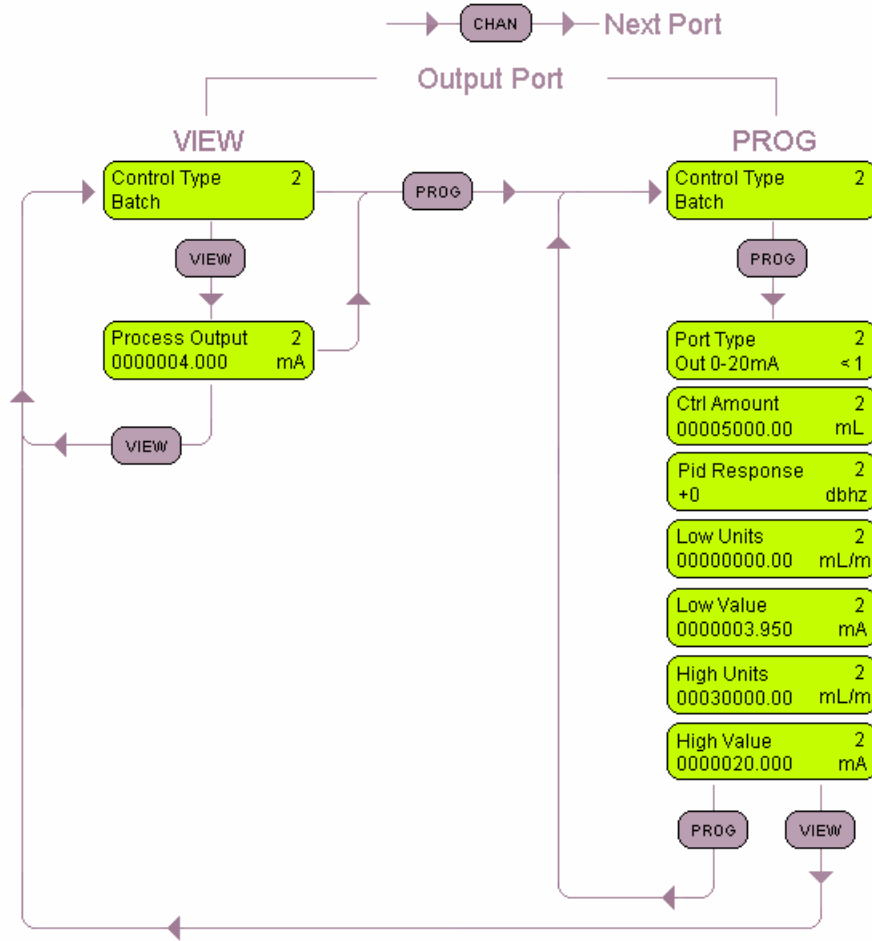 CHAN Next Port
Output Port
VIEW PROG
Control Type 2
Batch
PROG
Control Type 2
Batch
VIEW
PROG
Process Output 2
0000004.000 mA
Port Type 2
Out 0-20mA <1
VIEW
Ctrl Amount 2
00005000.00 mL
Pid Response 2
+0 dbhz
Low Units 2
00000000.00 mL/m
Low Value 2
0000003.950 mA
High Units 2
00030000.00 mL/m
High Value 2
0000020.000 mA
PROG VIEW